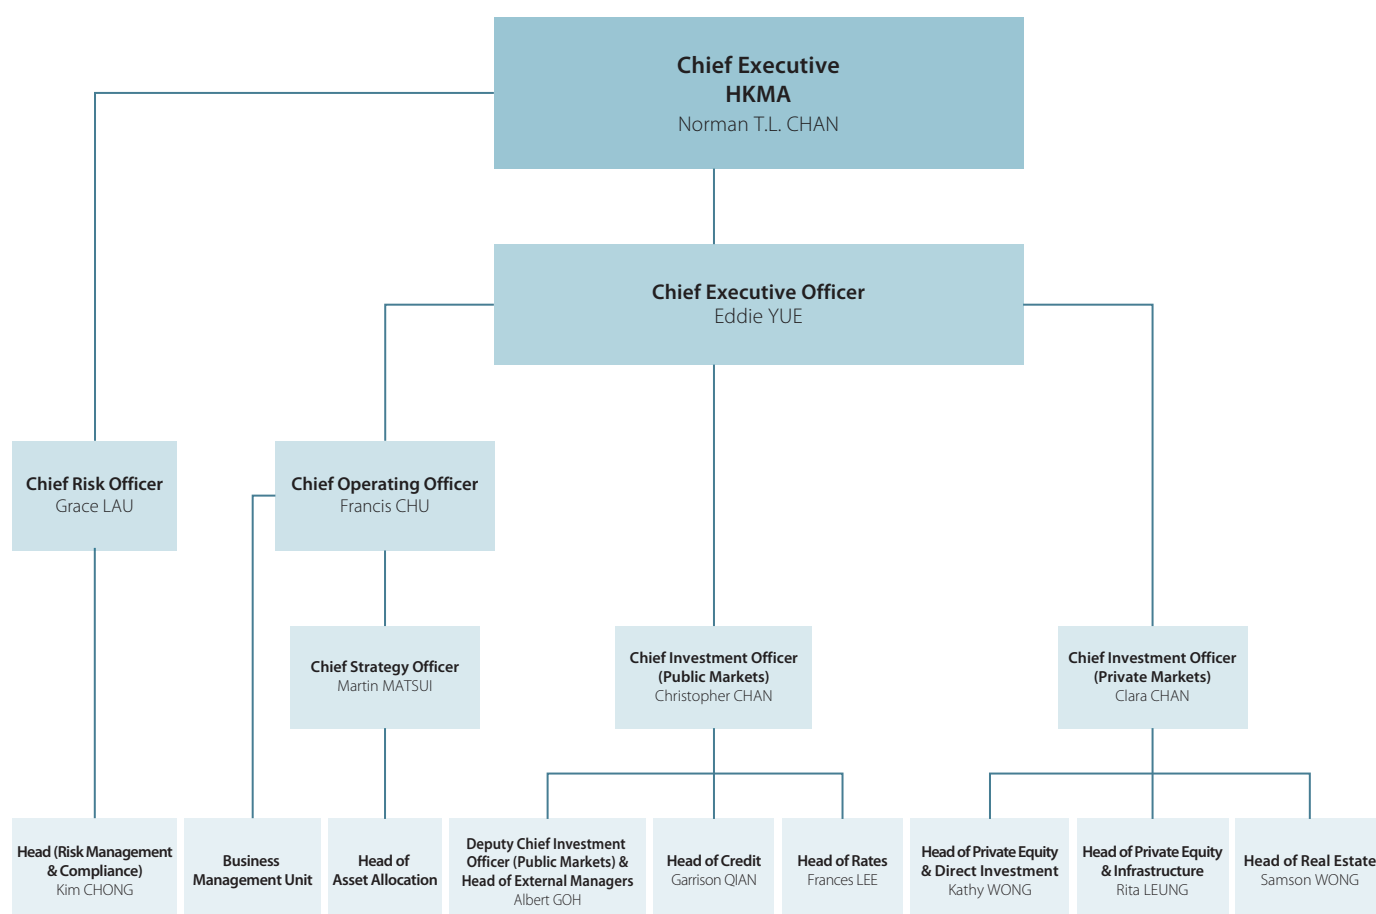 Chief Executive
HKMA
Norman T.L. CHAN
Chief Executive Officer
Eddie YUE
Chief Risk Officer
Grace LAU
Chief Operating Officer
Francis CHU
Chief Strategy Officer
Martin MATSUI
Chief Investment Officer
(Public Markets)
Christopher CHAN
Chief Investment Officer
(Private Markets)
Clara CHAN
Head (Risk Management
& Compliance)
Kim CHONG
Business
Management Unit
Head of
Asset Allocation
Deputy Chief Investment
Officer (Public Markets) &
Head of External Managers
Albert GOH
Head of Credit
Garrison QIAN
Head of Rates
Frances LEE
Head of Private Equity
& Direct Investment
Kathy WONG
Head of Private Equity
& Infrastructure
Rita LEUNG
Head of Real Estate
Samson WONG